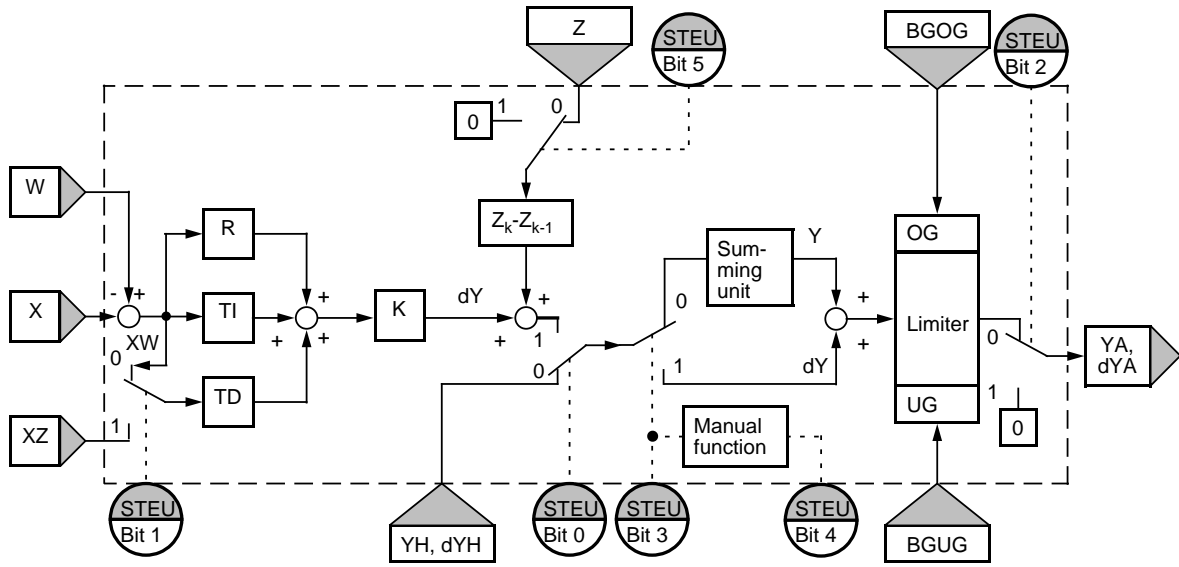 Z
STEU
Bit 5
BGOG
STEU
Bit 2
0
1
0
W
R
Z_k-Z_{k-1}
OG
Y
Sum-
ming
unit
- +
+
+
+
X
TI
+
+
K
dY
+
1
0
0
+
+
Limiter
0
YA,
dYA
XW
0
TD
1
dY
UG
1
0
XZ
1
Manual
function
STEU
Bit 1
YH, dYH
STEU
Bit 0
STEU
Bit 3
STEU
Bit 4
BGUG